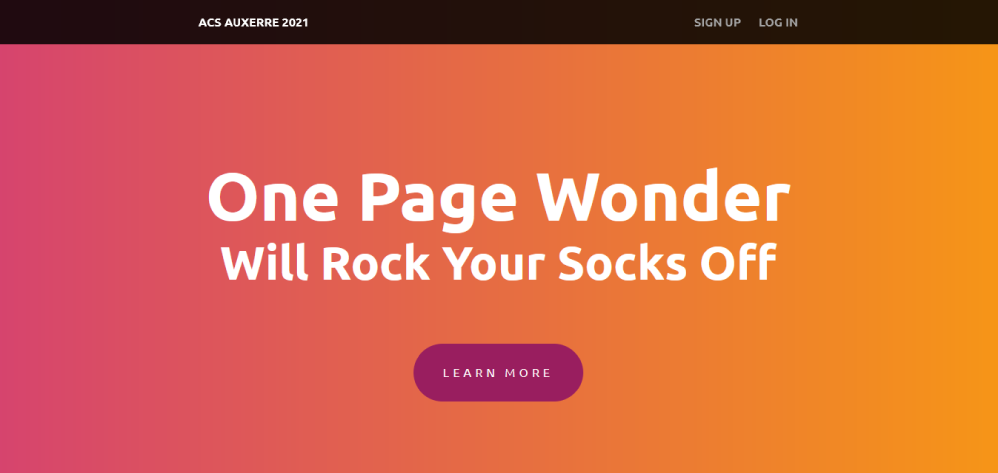 ACS AUXERRE 2021
SIGN UP LOG IN
One Page Wonder
Will Rock Your Socks Off
LEARN MORE